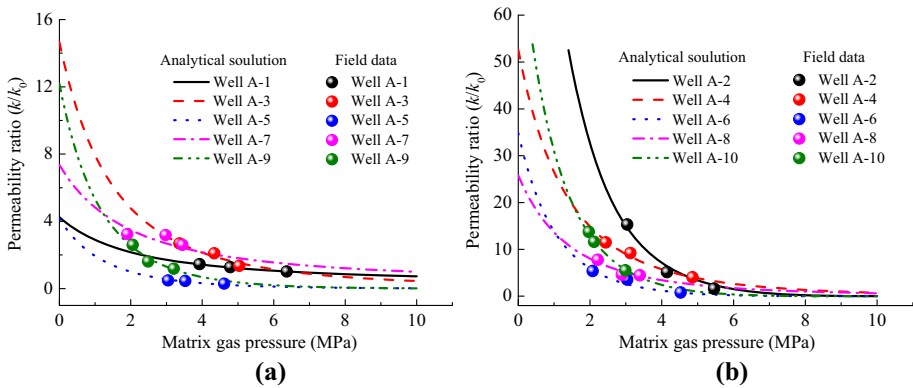 16
12
8
4
0
Permeability ratio (k/k0)
Analytical soulution Field data
Well A-1 Well A-1
Well A-3 Well A-3
Well A-5 Well A-5
Well A-7 Well A-7
Well A-9 Well A-9
0 2 4 6 8 10
Matrix gas pressure (MPa)
(a)
60
50
40
30
20
10
0
Permeability ratio (k/k0)
Analytical soulution Field data
Well A-2 Well A-2
Well A-4 Well A-4
Well A-6 Well A-6
Well A-8 Well A-8
Well A-10 Well A-10
0 2 4 6 8 10
Matrix gas pressure (MPa)
(b)